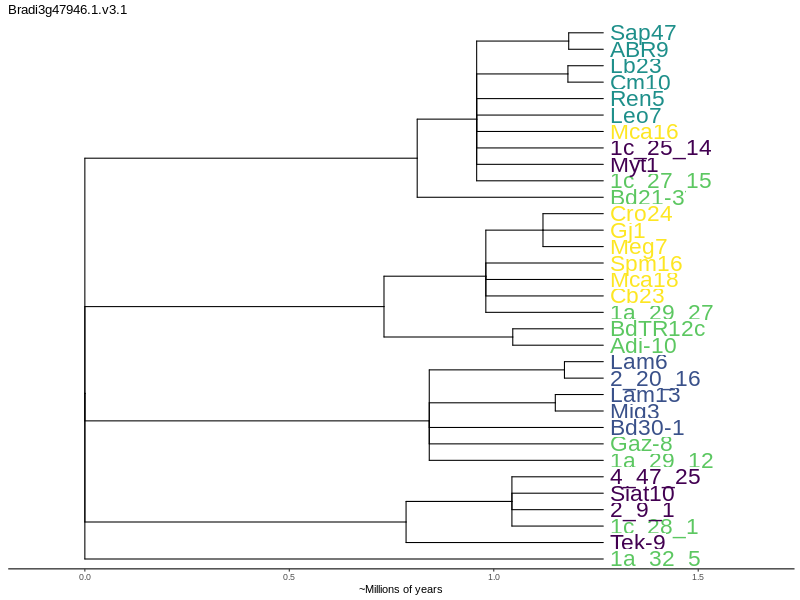 Bradi3g47946.1.v3.1
Sap47
ABR9
Lb23
Cm10
Ren5
Leo7
Mca16
1c_25_14
Myt1
1c_27_15
Bd21-3
Cro24
Gj1
Meg7
Spm16
Mca18
Cb23
1a_29_27
BdTR12c
Adi-10
Lam6
2_20_16
Lam13
Mig3
Bd30-1
Gaz-8
1a_29_12
4_47_25
Siat10
2_9_1
1c_28_1
Tek-9
1a_32_5
0.0 0.5 1.0 1.5
~Millions of years